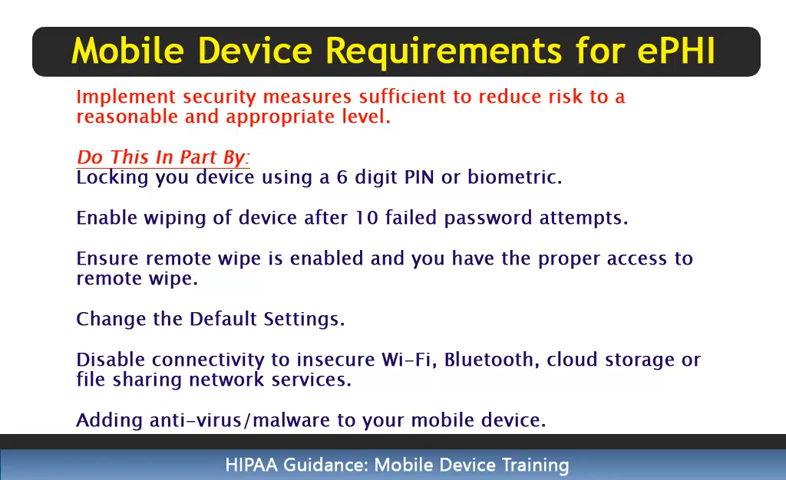 Mobile Device Requirements for ePHI
Implement security measures sufficient to reduce risk to a
reasonable and appropriate level.
Do This In Part By:
Locking you device using a 6 digit PIN or biometric.
Enable wiping of device after 10 failed password attempts.
Ensure remote wipe is enabled and you have the proper access to
remote wipe.
Change the Default Settings.
Disable connectivity to insecure Wi-Fi, Bluetooth, cloud storage or
file sharing network services.
Adding anti-virus/malware to your mobile device.
HIPAA Guidance: Mobile Device Training